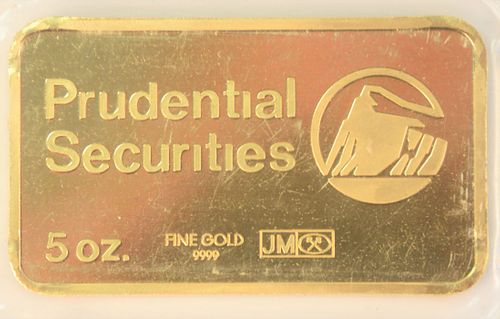 Prudential
Securities
5 oz.
FINE GOLD
9999
JM